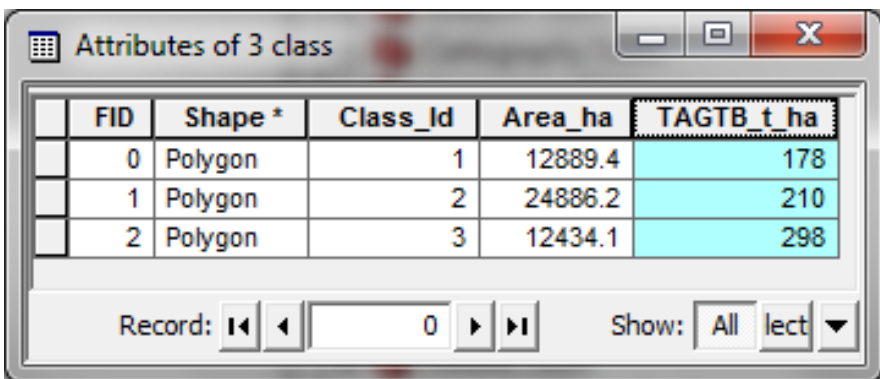 Attributes of 3 class
FID Shape * Class_Id Area_ha TAGTB_t_ha
0 Polygon 1 12889.4 178
1 Polygon 2 24886.2 210
2 Polygon 3 12434.1 298
Record: 0 Show: All lect